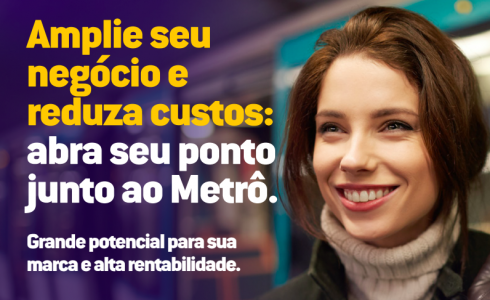 Amplie seu
negócio e
reduza custos:
abra seu ponto
junto ao Metrô.
Grande potencial para sua
marca e alta rentabilidade.